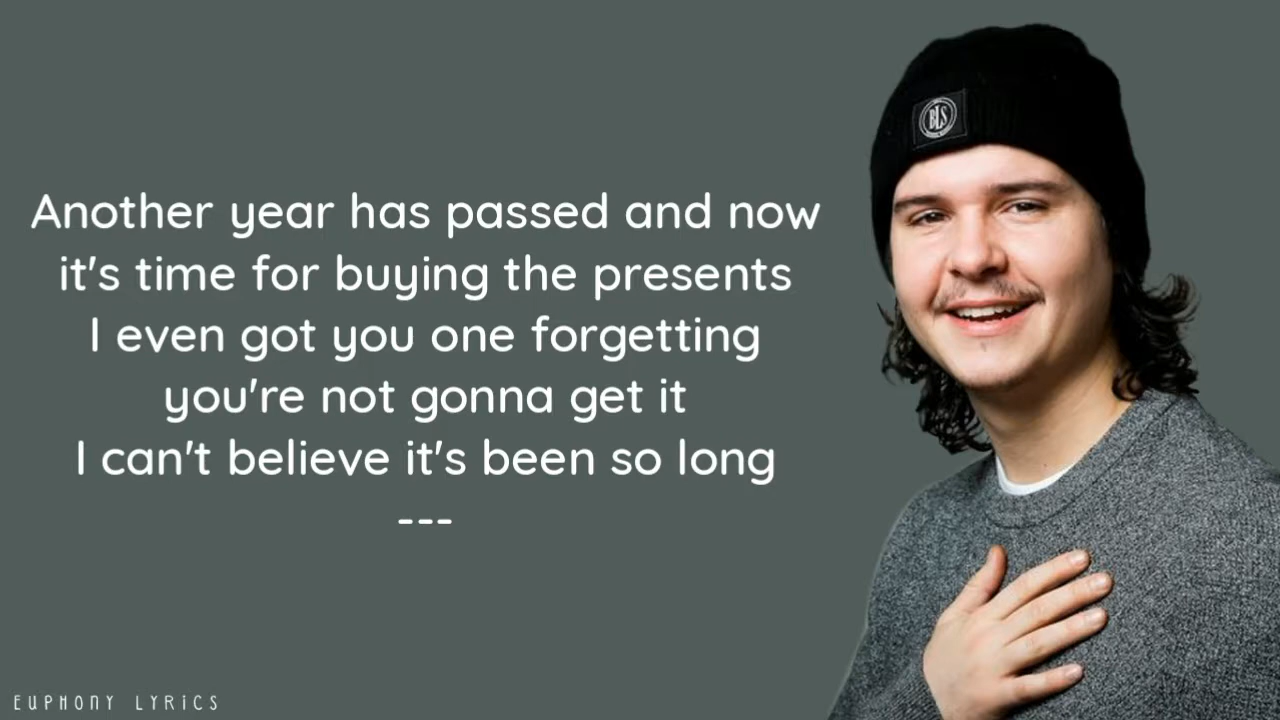 BLS
Another year has passed and now
it's time for buying the presents
I even got you one forgetting
you're not gonna get it
I can't believe it's been so long
---
EUPHONY LYRICS